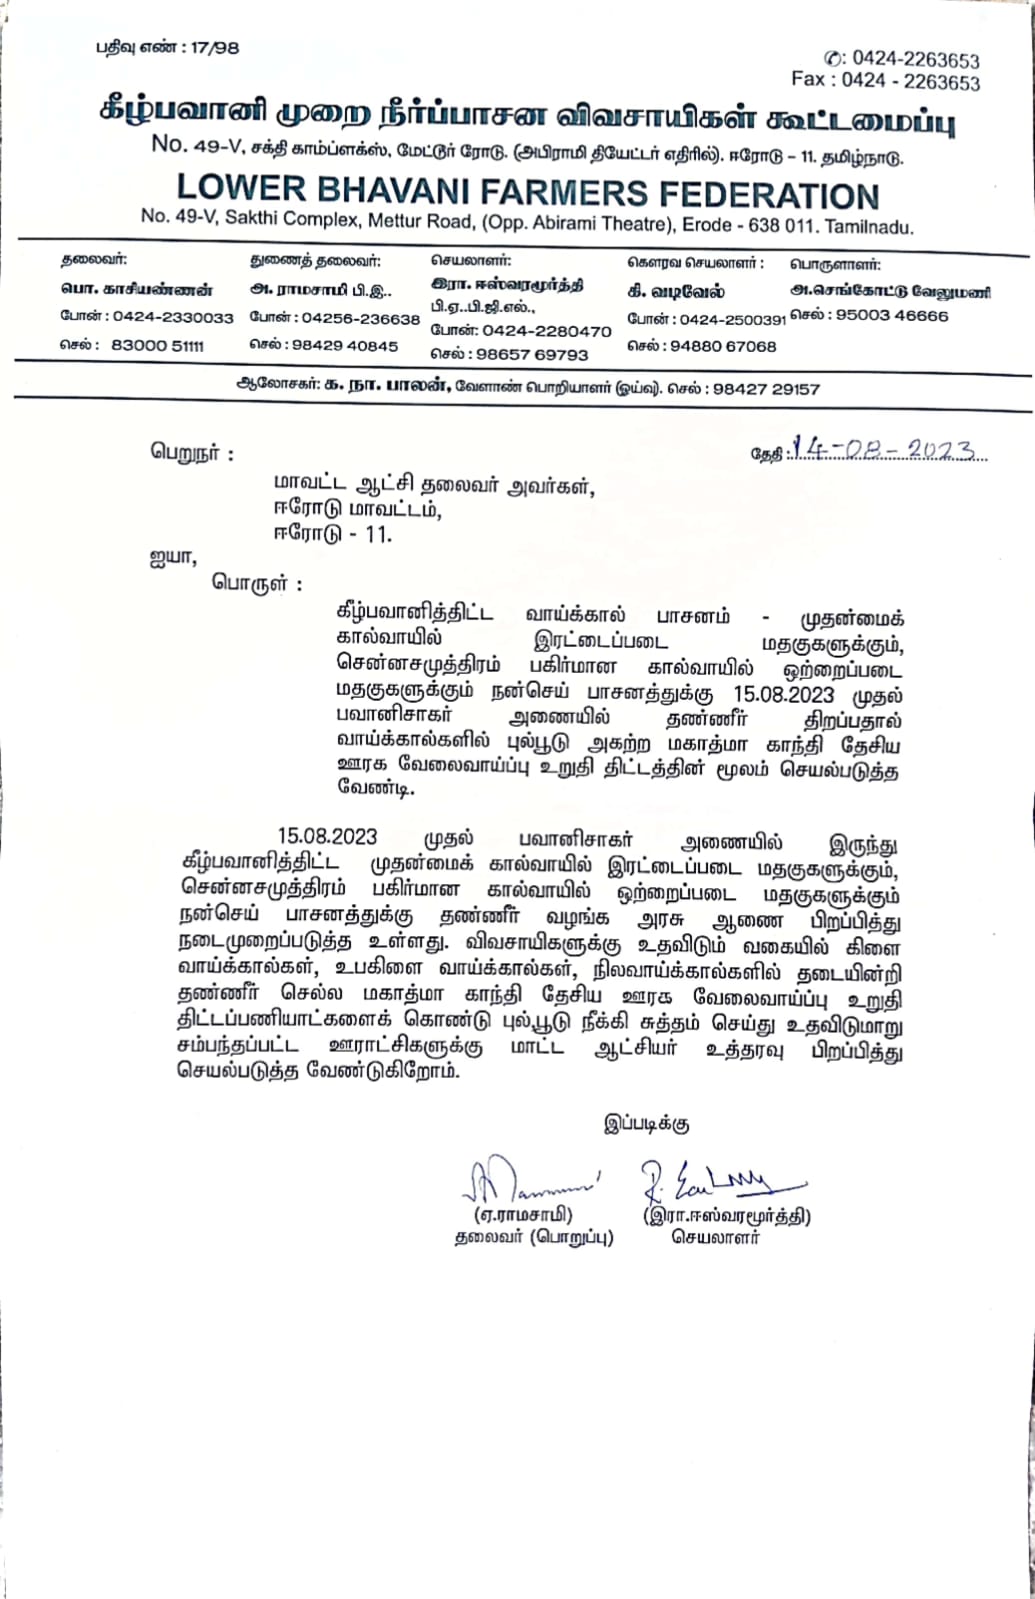 பதிவு எண் : 17/98
✆: 0424-2263653
Fax : 0424 - 2263653
கீழ்பவானி முறை நீர்ப்பாசன விவசாயிகள் கூட்டமைப்பு
No. 49-V, சக்தி காம்ப்ளக்ஸ், மேட்டூர் ரோடு. (அபிராமி தியேட்டர் எதிரில்). ஈரோடு – 11. தமிழ்நாடு.
LOWER BHAVANI FARMERS FEDERATION
No. 49-V, Sakthi Complex, Mettur Road, (Opp. Abirami Theatre), Erode - 638 011. Tamilnadu.
தலைவர்:
பொ. காசியண்ணன்
போன் : 0424-2330033
செல் : 83000 51111
துணைத் தலைவர்:
அ. ராமசாமி பி.இ..
போன் : 04256-236638
செல் : 98429 40845
செயலாளர்:
இரா. ஈஸ்வரமூர்த்தி
பி.ஏ..பி.ஜி.எல்.,
போன்: 0424-2280470
செல் : 98657 69793
கௌரவ செயலாளர் :
கி. வடிவேல்
போன் : 0424-2500391
செல் : 94880 67068
பொருளாளர்:
அ.செங்கோட்டு வேலுமணி
செல் : 95003 46666
ஆலோசகர்: க. நா. பாலன், வேளாண் பொறியாளர் (ஓய்வு). செல் : 98427 29157
பெறுநர் :
தேதி :14-08-2023
மாவட்ட ஆட்சி தலைவர் அவர்கள்,
ஈரோடு மாவட்டம்,
ஈரோடு - 11.
ஐயா,
பொருள் :
கீழ்பவானித்திட்ட வாய்க்கால் பாசனம் - முதன்மைக்
கால்வாயில் இரட்டைப்படை மதகுகளுக்கும்,
சென்னசமுத்திரம் பகிர்மான கால்வாயில் ஒற்றைப்படை
மதகுகளுக்கும் நன்செய் பாசனத்துக்கு 15.08.2023 முதல்
பவானிசாகர் அணையில் தண்ணீர் திறப்பதால்
வாய்க்கால்களில் புல்பூடு அகற்ற மகாத்மா காந்தி தேசிய
ஊரக வேலைவாய்ப்பு உறுதி திட்டத்தின் மூலம் செயல்படுத்த
வேண்டி.
15.08.2023 முதல் பவானிசாகர் அணையில் இருந்து
கீழ்பவானித்திட்ட முதன்மைக் கால்வாயில் இரட்டைப்படை மதகுகளுக்கும்,
சென்னசமுத்திரம் பகிர்மான கால்வாயில் ஒற்றைப்படை மதகுகளுக்கும்
நன்செய் பாசனத்துக்கு தண்ணீர் வழங்க அரசு ஆணை பிறப்பித்து
நடைமுறைப்படுத்த உள்ளது. விவசாயிகளுக்கு உதவிடும் வகையில் கிளை
வாய்க்கால்கள், உபகிளை வாய்க்கால்கள், நிலவாய்க்கால்களில் தடையின்றி
தண்ணீர் செல்ல மகாத்மா காந்தி தேசிய ஊரக வேலைவாய்ப்பு உறுதி
திட்டப்பணியாட்களைக் கொண்டு புல்,பூடு நீக்கி சுத்தம் செய்து உதவிடுமாறு
சம்பந்தப்பட்ட ஊராட்சிகளுக்கு மாட்ட ஆட்சியர் உத்தரவு பிறப்பித்து
செயல்படுத்த வேண்டுகிறோம்.
இப்படிக்கு
(ஏ.ராமசாமி)
தலைவர் (பொறுப்பு)
(இரா.ஈஸ்வரமூர்த்தி)
செயலாளர்